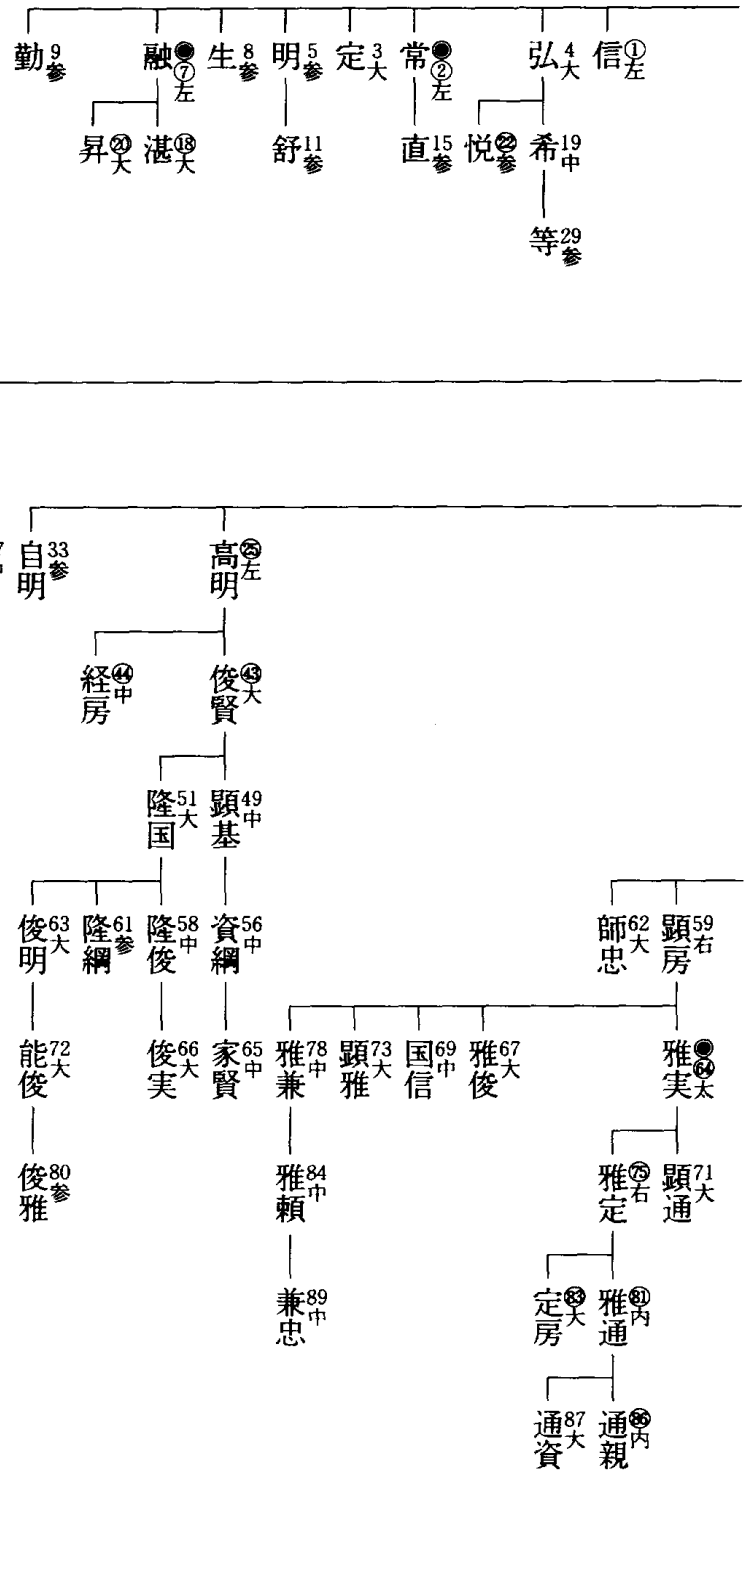 信①左
弘4大
常●②左
定3大
明5参
生8参
融●⑦左
勤9参
希19中
悦㉒参
直15参
舒11参
湛⑱大
昇⑳大
等29参
高明㉕左
自明33参
俊賢㊸大
経房㊹中
顕基49中
隆国51大
顕房59右
師忠62大
資綱56中
隆俊58中
隆綱61参
俊明63大
雅実●64太
雅俊67大
国信69中
顕雅73大
雅兼78中
家賢65中
俊実66大
能俊72大
顕通71大
雅定75右
雅頼84中
俊雅80参
雅通81内
定房83大
兼忠89中
通親86内
通資87大